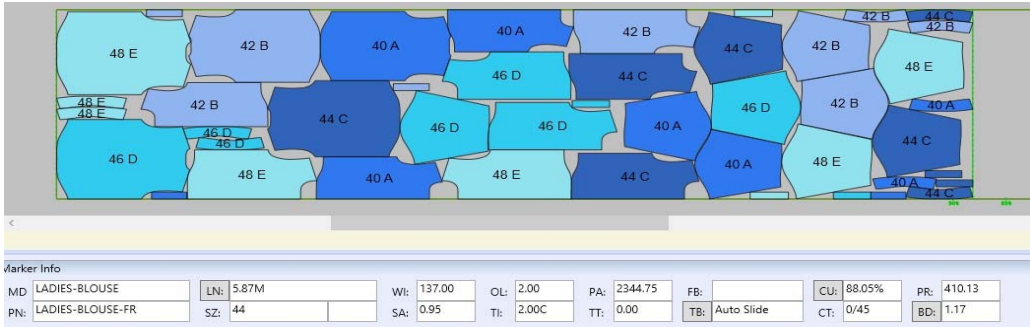 42 B 44 C
40 A 42 B
42 B 40 A 42 B 44 C 42 B
48 E 48 E
46 D 44 C
48 E 42 B 46 D 42 B 40 A
48 E 44 C 46 D 46 D 40 A
46 D 44 C
46 D 46 D 40 A 48 E
48 E 40 A 48 E 44 C 40 A
44 C
Marker Info
MD LADIES-BLOUSE LN: 5.87M WI: 137.00 OL: 2.00 PA: 2344.75 FB: CU: 88.05% PR: 410.13
PN: LADIES-BLOUSE-FR SZ: 44 SA: 0.95 TI: 2.00C TT: 0.00 TB: Auto Slide CT: 0/45 BD: 1.17